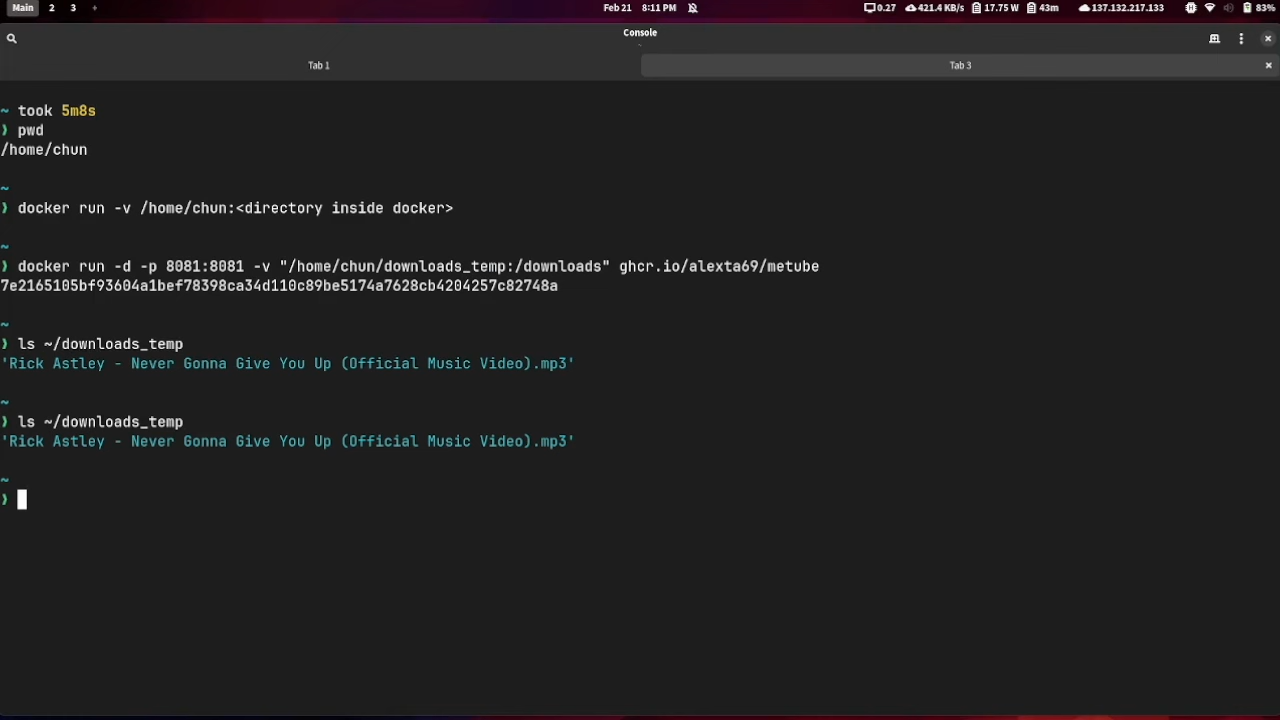 Main 2 3 +
Feb 21 8:11 PM
0.27 421.4 KB/s 17.75 W 43m 137.132.217.133 83%
Console
Tab 1
Tab 3
~ took 5m8s
❯ pwd
/home/chun
~
❯ docker run -v /home/chun:<directory inside docker>
~
❯ docker run -d -p 8081:8081 -v "/home/chun/downloads_temp:/downloads" ghcr.io/alexta69/metube
7e2165105bf93604a1bef78398ca34d110c89be5174a7628cb4204257c82748a
~
❯ ls ~/downloads_temp
'Rick Astley - Never Gonna Give You Up (Official Music Video).mp3'
~
❯ ls ~/downloads_temp
'Rick Astley - Never Gonna Give You Up (Official Music Video).mp3'
~
❯